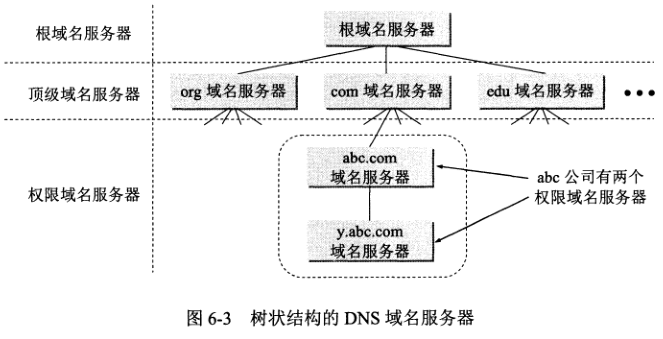 根域名服务器
根域名服务器
顶级域名服务器
org 域名服务器
com 域名服务器
edu 域名服务器
•••
权限域名服务器
abc.com
域名服务器
abc 公司有两个
权限域名服务器
y.abc.com
域名服务器
图 6-3 树状结构的 DNS 域名服务器